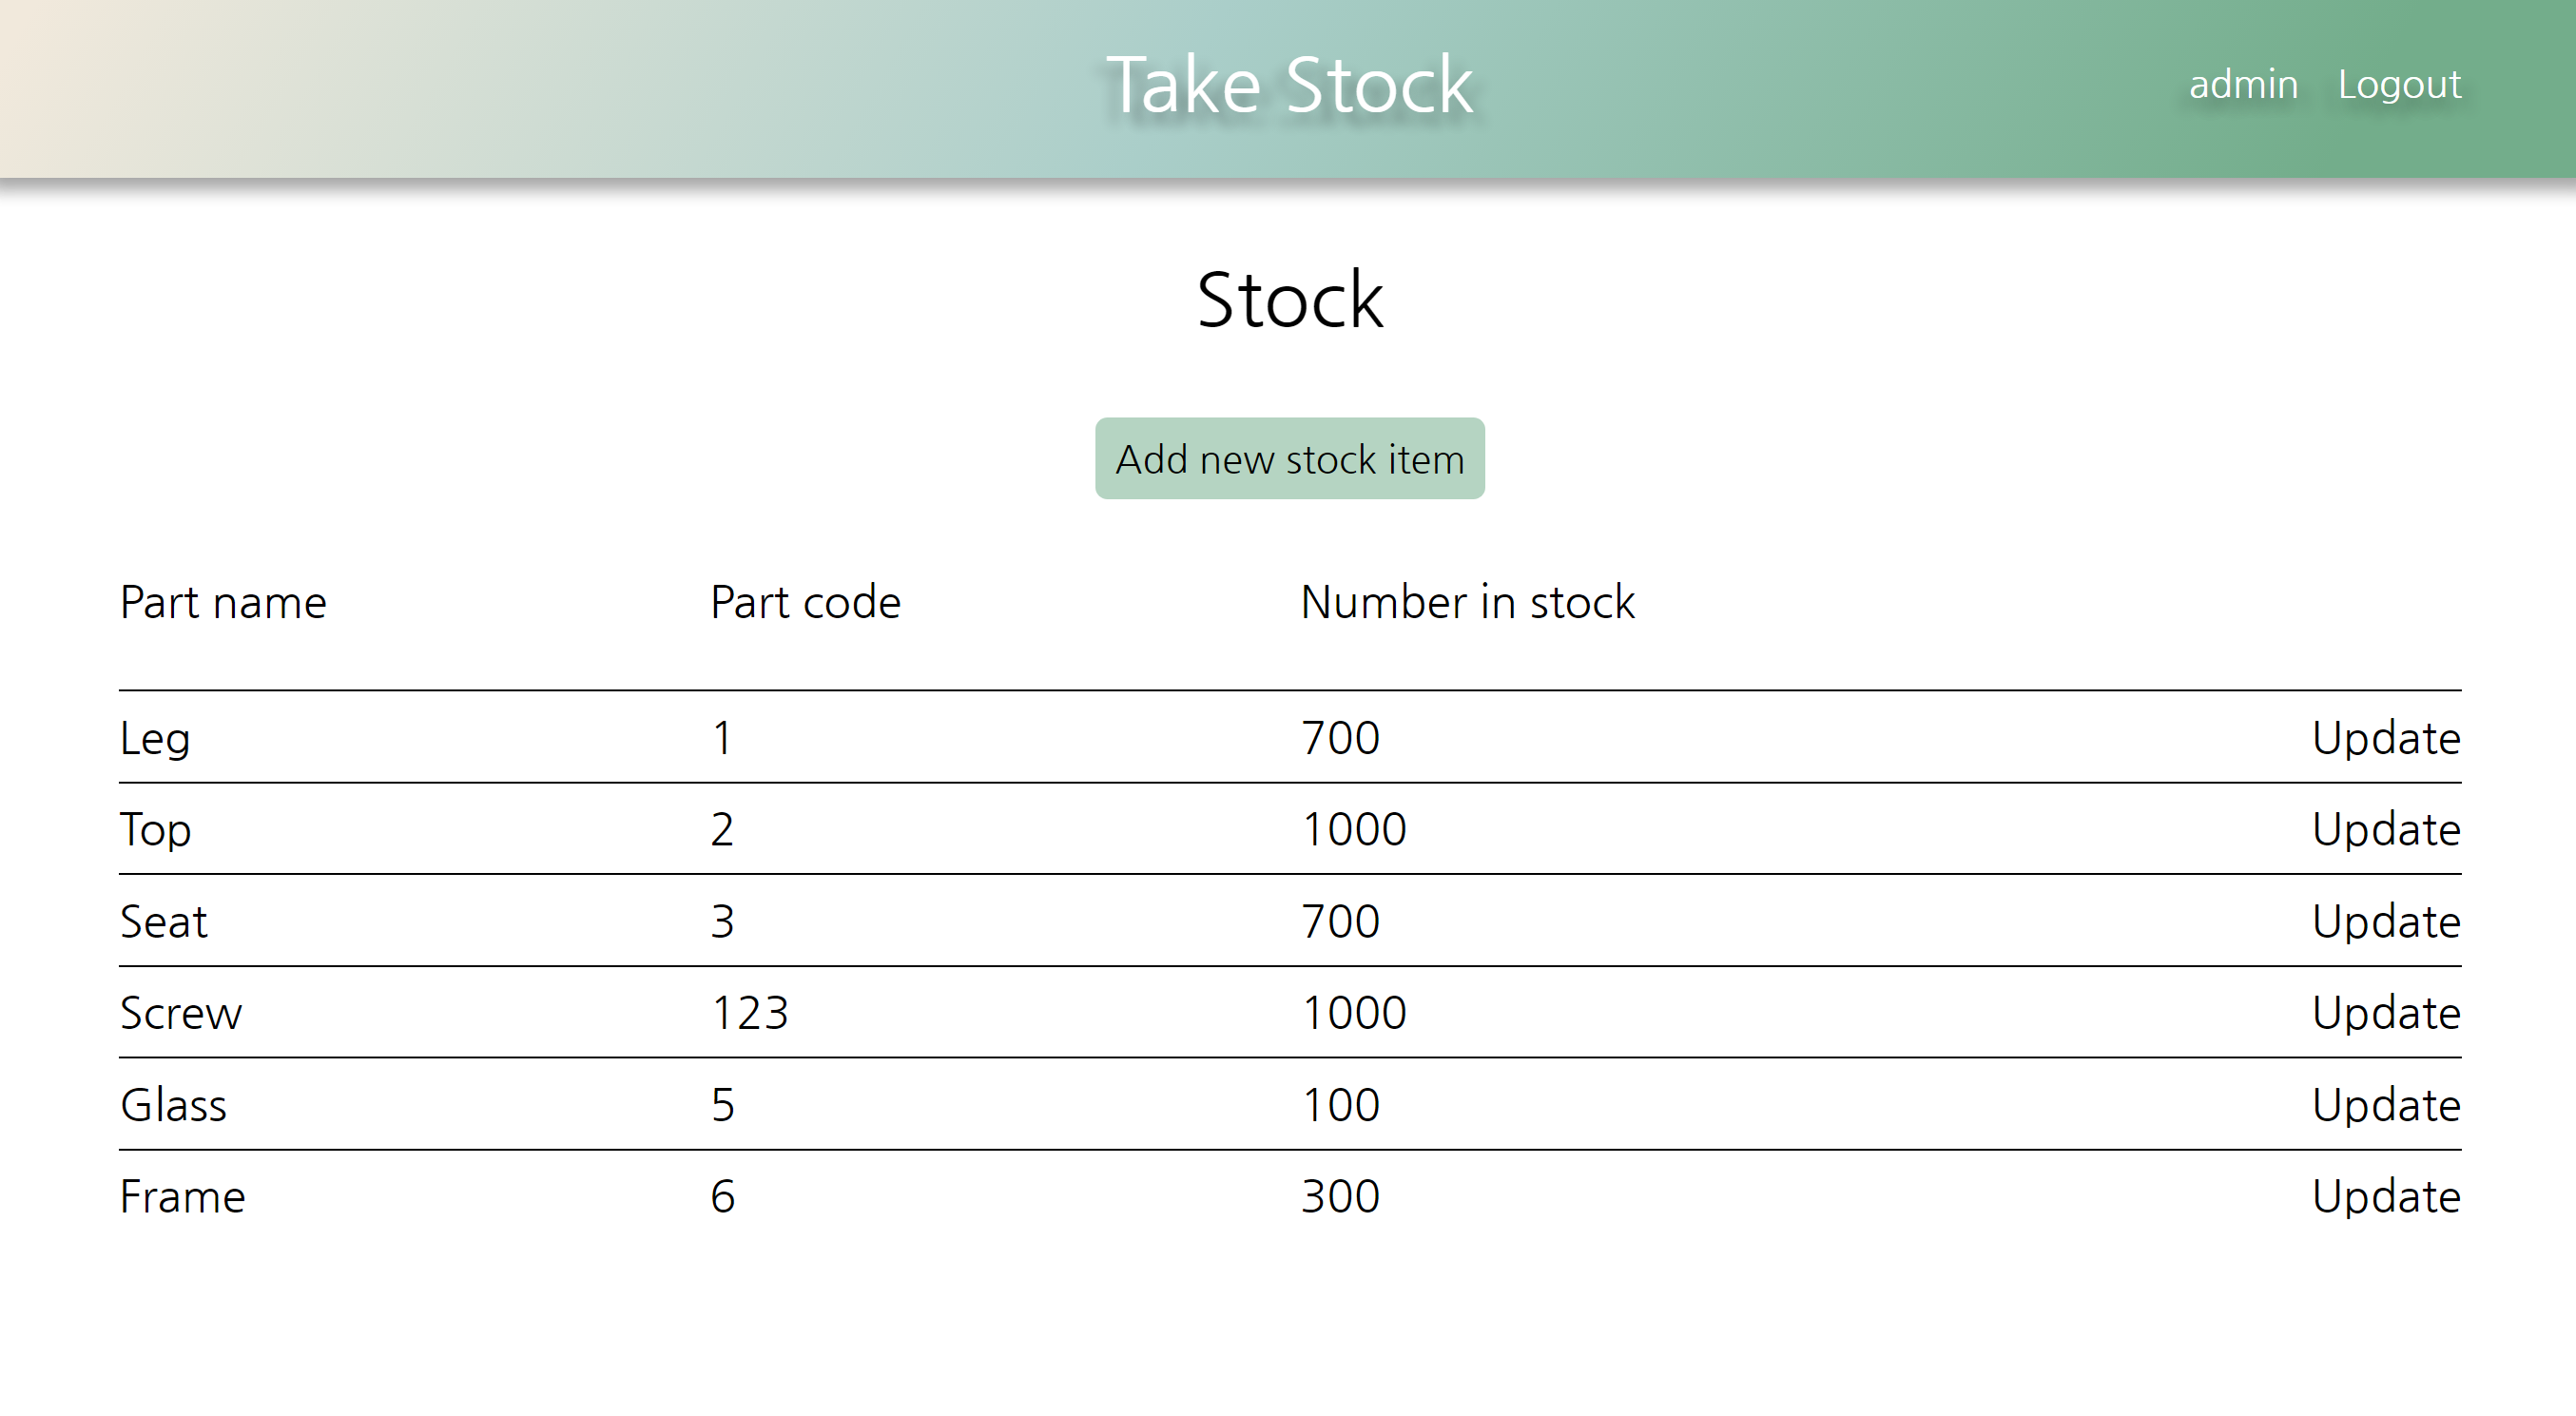 Take Stock admin Logout
Stock
Add new stock item
Part name Part code Number in stock
Leg 1 700 Update
Top 2 1000 Update
Seat 3 700 Update
Screw 123 1000 Update
Glass 5 100 Update
Frame 6 300 Update